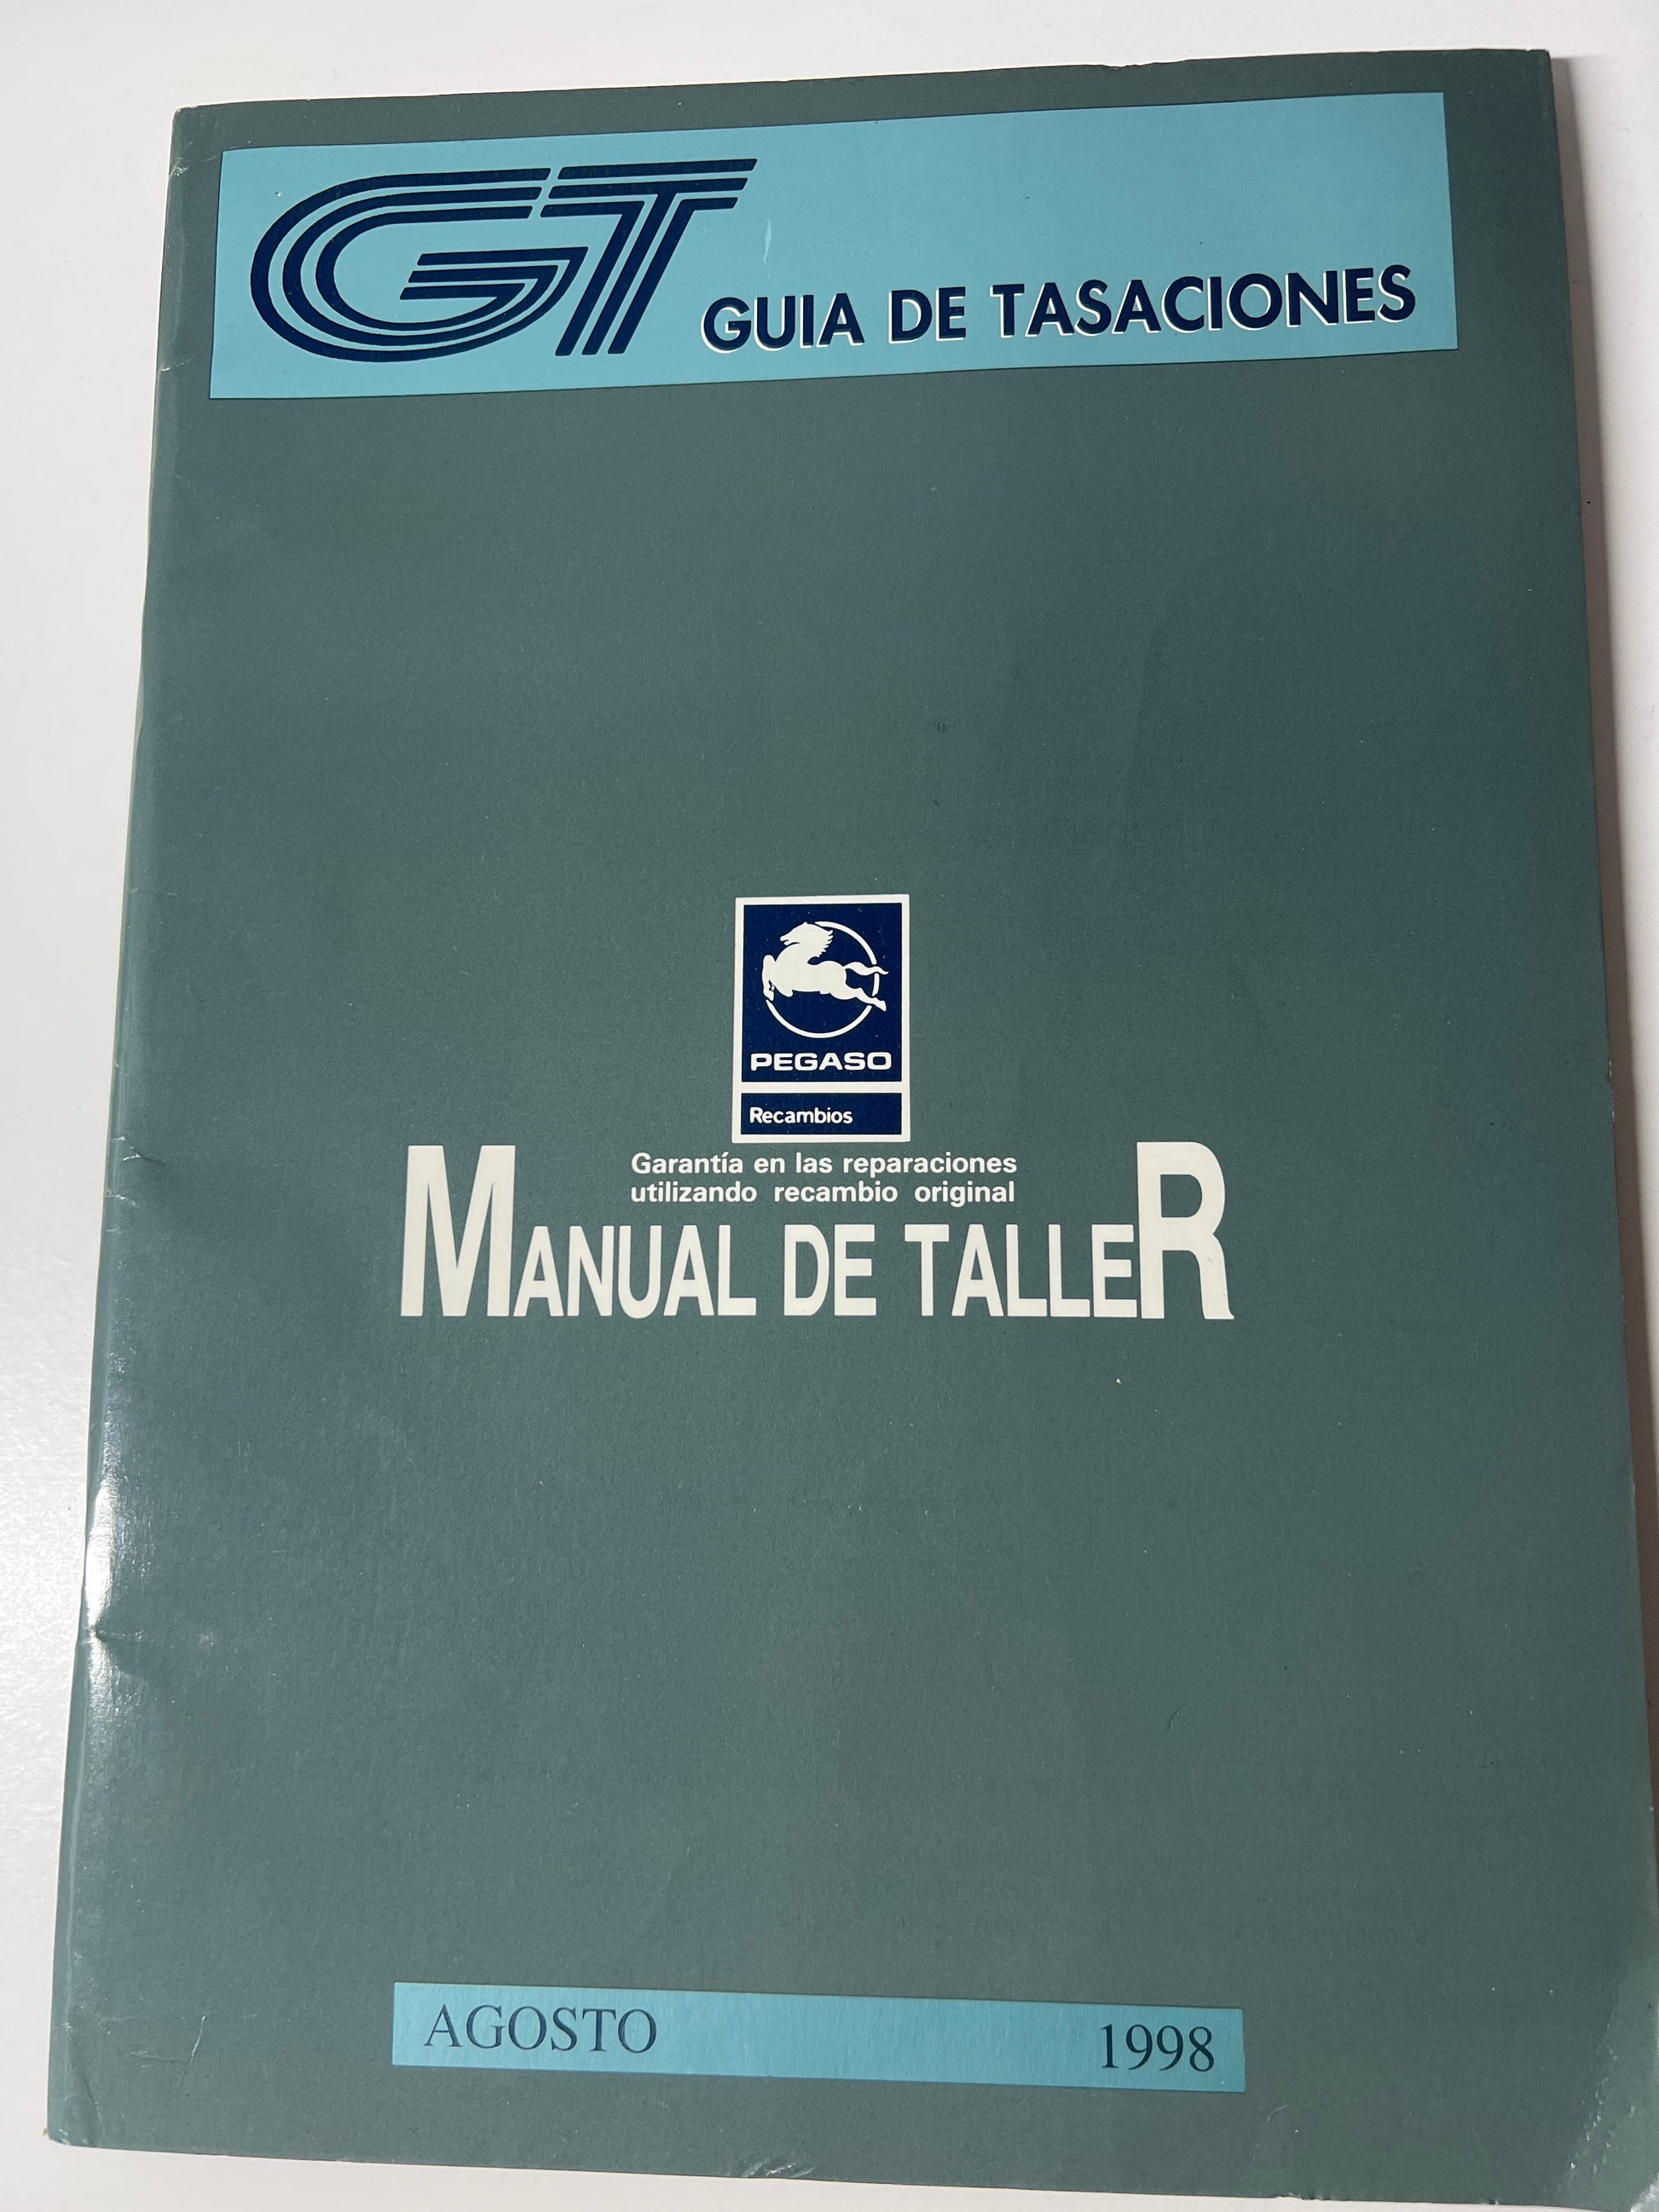 GT GUIA DE TASACIONES
PEGASO
Recambios
Garantía en las reparaciones
utilizando recambio original
MANUAL DE TALLER
AGOSTO 1998